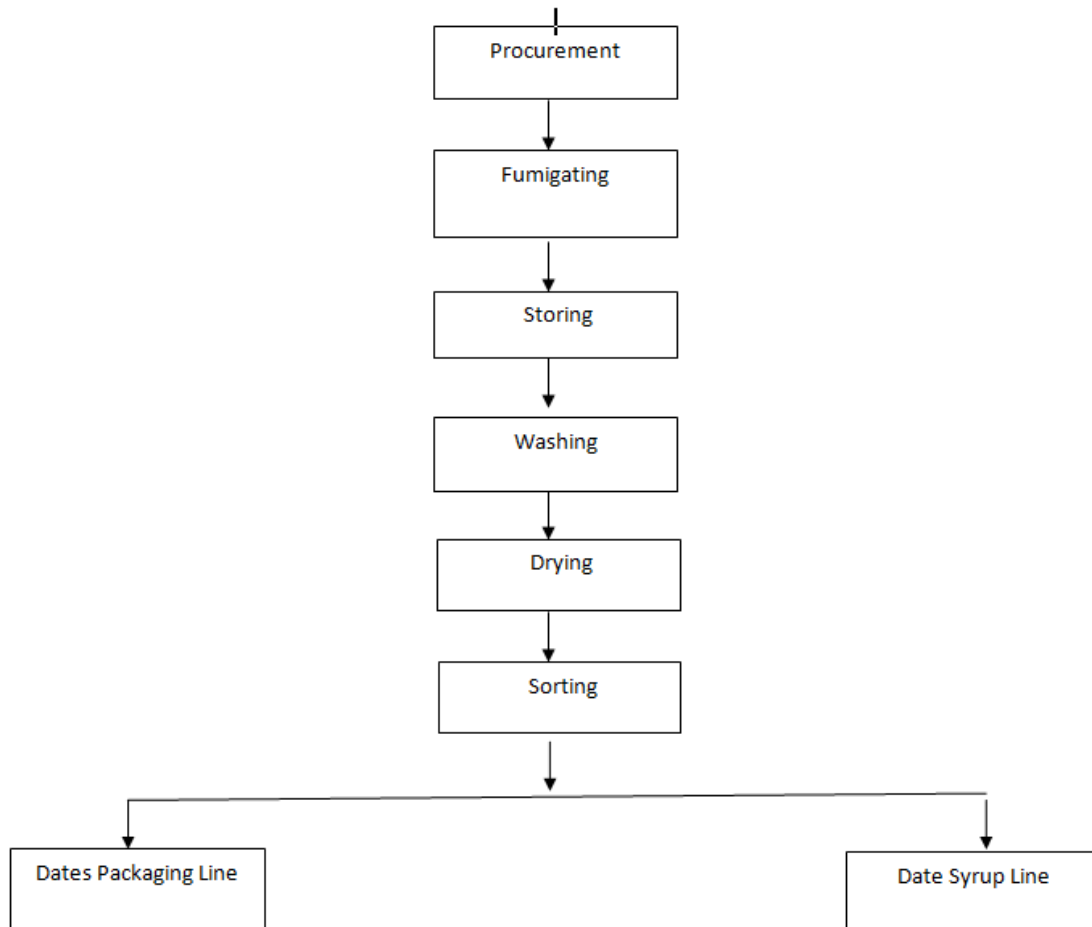 Procurement
Fumigating
Storing
Washing
Drying
Sorting
Dates Packaging Line
Date Syrup Line